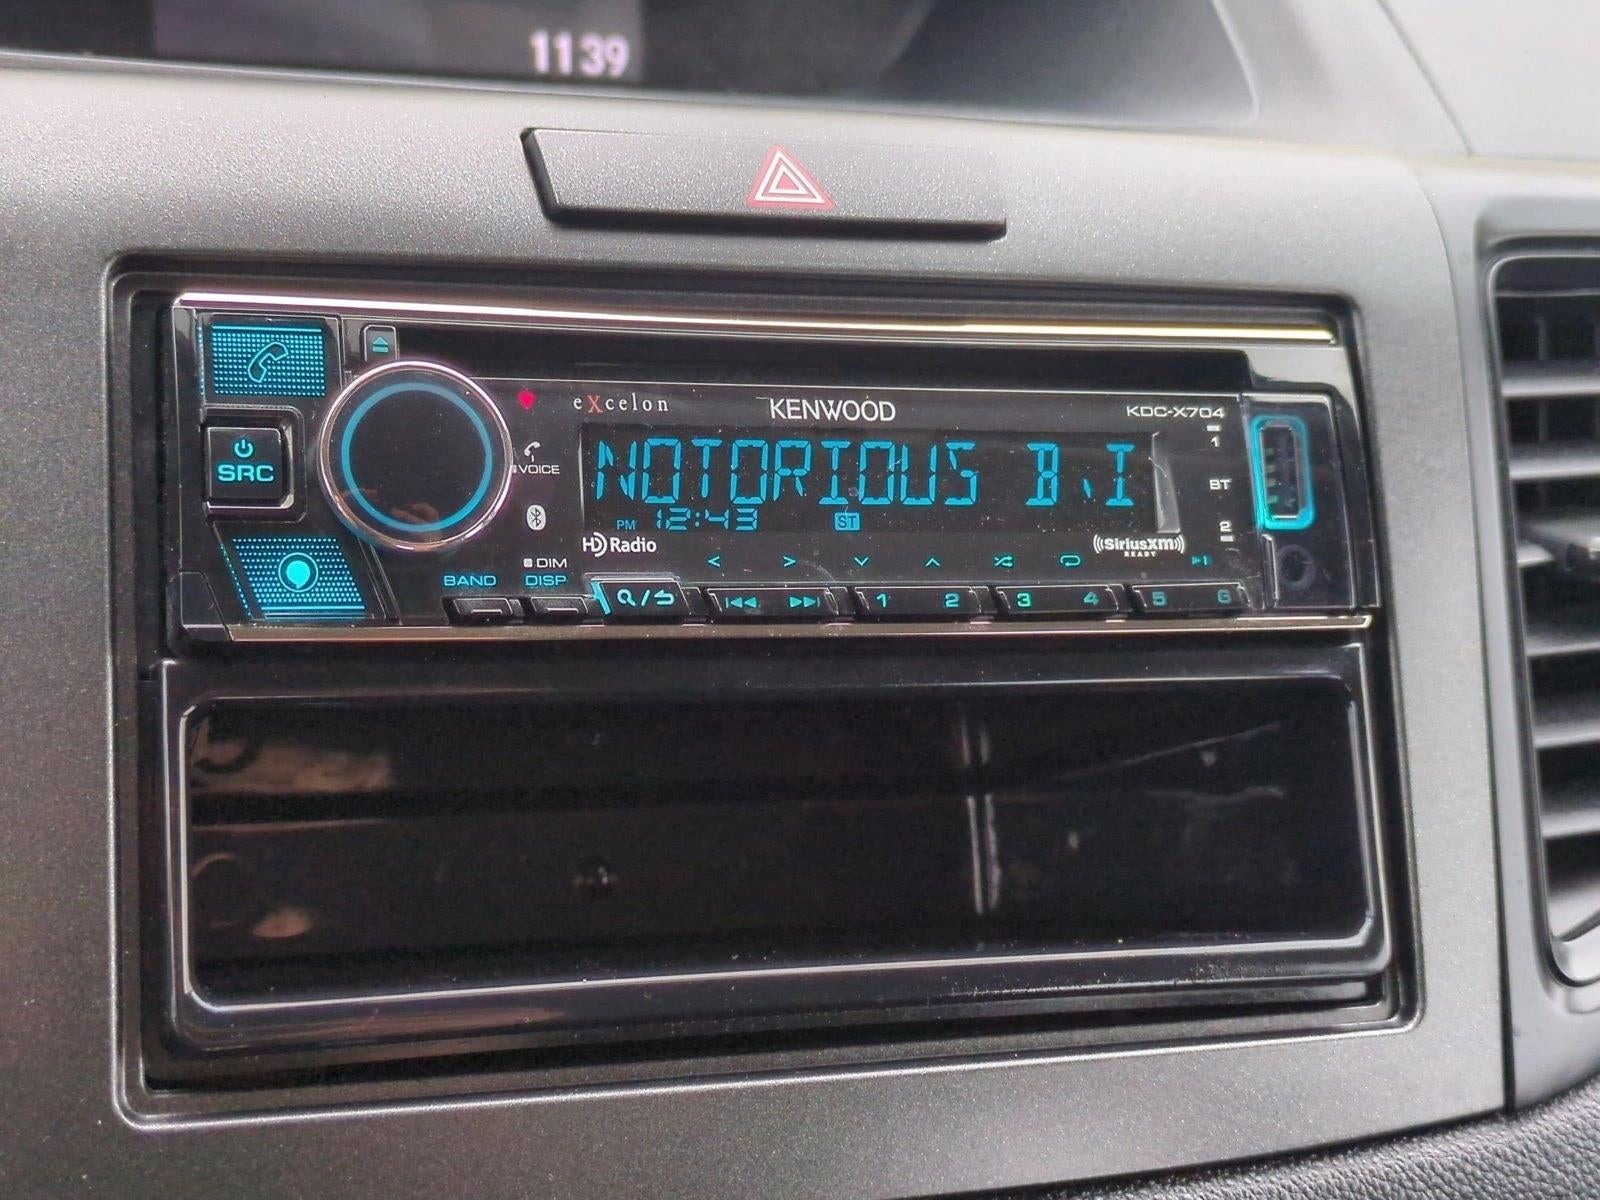 1139
eXcelon KENWOOD KDC-X704
1
SRC
VOICE
NOTORIOUS B.I
BT
PM 12:43 ST
2
HD Radio
((SiriusXM))
READY
DIM
BAND DISP
1 2 3 4 5 6